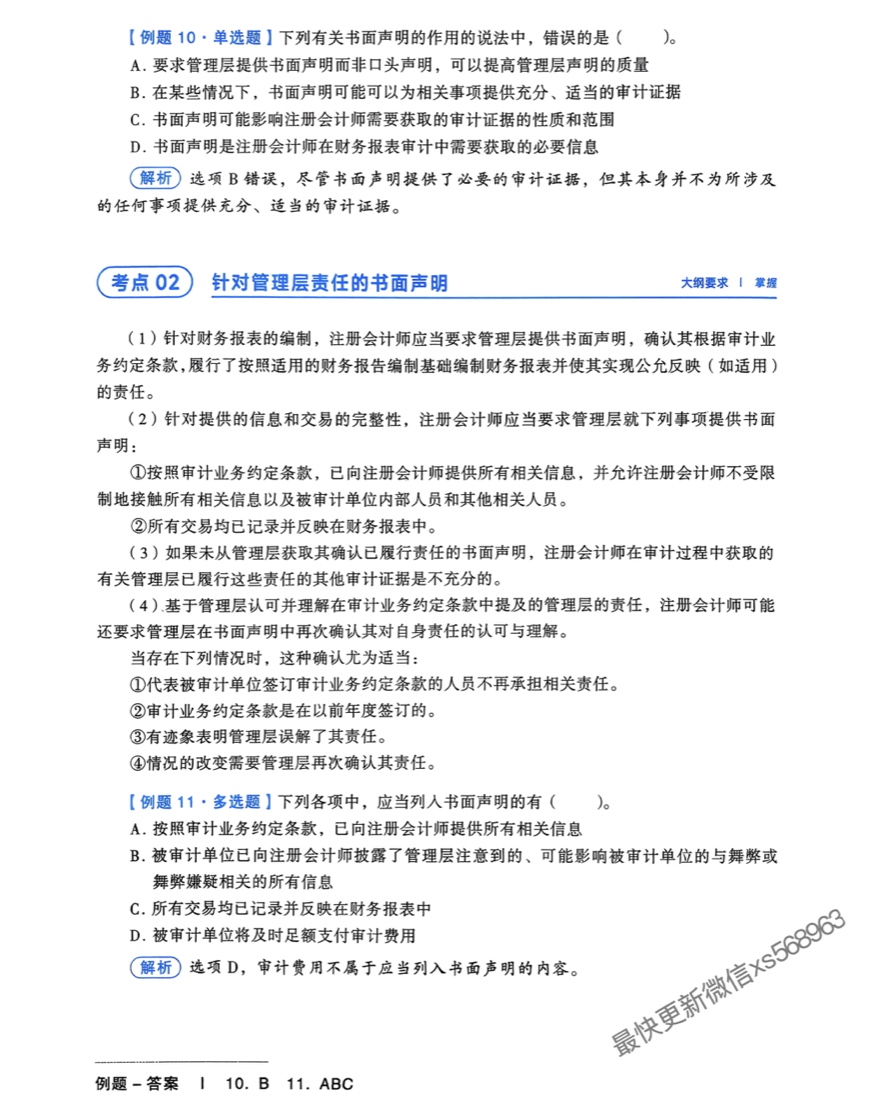 【例题 10·单选题】下列有关书面声明的作用的说法中，错误的是（　　）。
A. 要求管理层提供书面声明而非口头声明，可以提高管理层声明的质量
B. 在某些情况下，书面声明可能可以为相关事项提供充分、适当的审计证据
C. 书面声明可能影响注册会计师需要获取的审计证据的性质和范围
D. 书面声明是注册会计师在财务报表审计中需要获取的必要信息
解析 选项 B 错误，尽管书面声明提供了必要的审计证据，但其本身并不为所涉及
的任何事项提供充分、适当的审计证据。
考点 02 针对管理层责任的书面声明 大纲要求 | 掌握
（1）针对财务报表的编制，注册会计师应当要求管理层提供书面声明，确认其根据审计业
务约定条款，履行了按照适用的财务报告编制基础编制财务报表并使其实现公允反映（如适用）
的责任。
（2）针对提供的信息和交易的完整性，注册会计师应当要求管理层就下列事项提供书面
声明：
①按照审计业务约定条款，已向注册会计师提供所有相关信息，并允许注册会计师不受限
制地接触所有相关信息以及被审计单位内部人员和其他相关人员。
②所有交易均已记录并反映在财务报表中。
（3）如果未从管理层获取其确认已履行责任的书面声明，注册会计师在审计过程中获取的
有关管理层已履行这些责任的其他审计证据是不充分的。
（4）基于管理层认可并理解在审计业务约定条款中提及的管理层的责任，注册会计师可能
还要求管理层在书面声明中再次确认其对自身责任的认可与理解。
当存在下列情况时，这种确认尤为适当：
①代表被审计单位签订审计业务约定条款的人员不再承担相关责任。
②审计业务约定条款是在以前年度签订的。
③有迹象表明管理层误解了其责任。
④情况的改变需要管理层再次确认其责任。
【例题 11·多选题】下列各项中，应当列入书面声明的有（　　）。
A. 按照审计业务约定条款，已向注册会计师提供所有相关信息
B. 被审计单位已向注册会计师披露了管理层注意到的、可能影响被审计单位的与舞弊或
舞弊嫌疑相关的所有信息
C. 所有交易均已记录并反映在财务报表中
D. 被审计单位将及时足额支付审计费用
解析 选项 D，审计费用不属于应当列入书面声明的内容。
最快更新微信xs568963
例题 – 答案 | 10. B 11. ABC